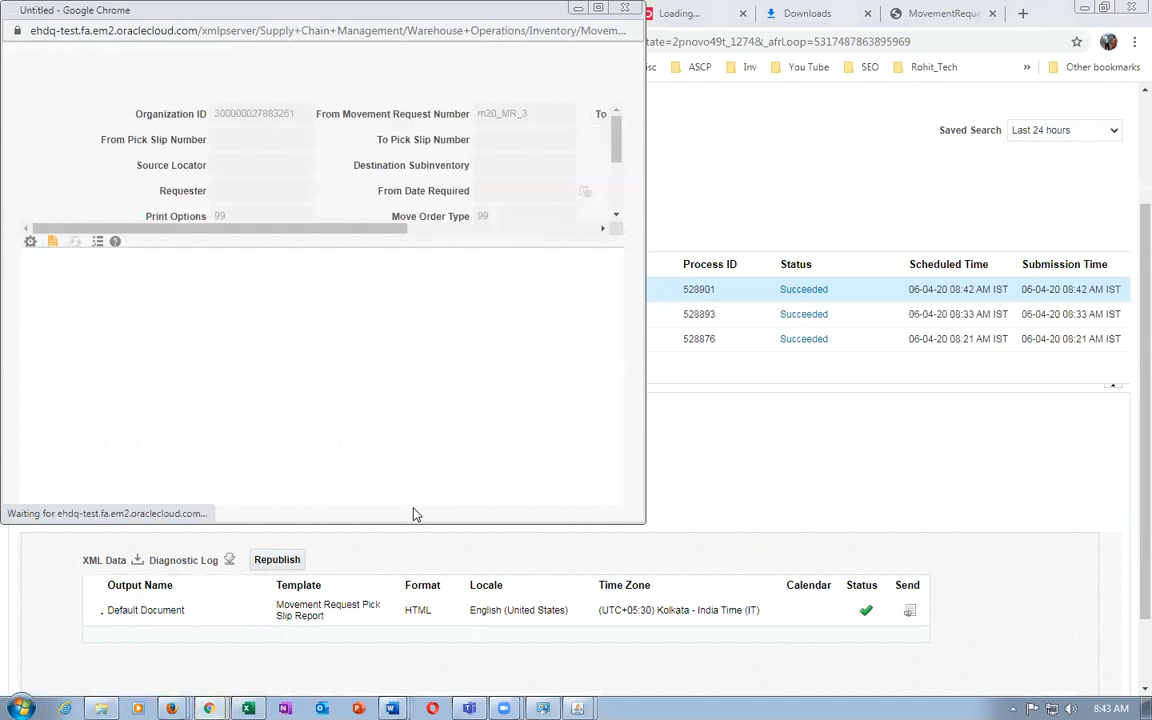 Untitled - Google Chrome
ehdq-test.fa.em2.oraclecloud.com/xmlpserver/Supply+Chain+Management/Warehouse+Operations/Inventory/Movem...
Loading...
Downloads
MovementReque
tate=2pnovo49t_1274&_afrLoop=5317487863895969
isc
ASCP
Inv
You Tube
SEO
Rohit_Tech
»
Other bookmarks
Organization ID 300000027883261 From Movement Request Number m20_MR_3 To
From Pick Slip Number To Pick Slip Number
Source Locator Destination Subinventory
Requester From Date Required
Print Options 99 Move Order Type 99
Saved Search Last 24 hours
Process ID Status Scheduled Time Submission Time
528901 Succeeded 06-04-20 08:42 AM IST 06-04-20 08:42 AM IST
528893 Succeeded 06-04-20 08:33 AM IST 06-04-20 08:33 AM IST
528876 Succeeded 06-04-20 08:21 AM IST 06-04-20 08:21 AM IST
Waiting for ehdq-test.fa.em2.oraclecloud.com...
XML Data Diagnostic Log Republish
Output Name Template Format Locale Time Zone Calendar Status Send
Default Document Movement Request Pick Slip Report HTML English (United States) (UTC+05:30) Kolkata - India Time (IT)
8:43 AM